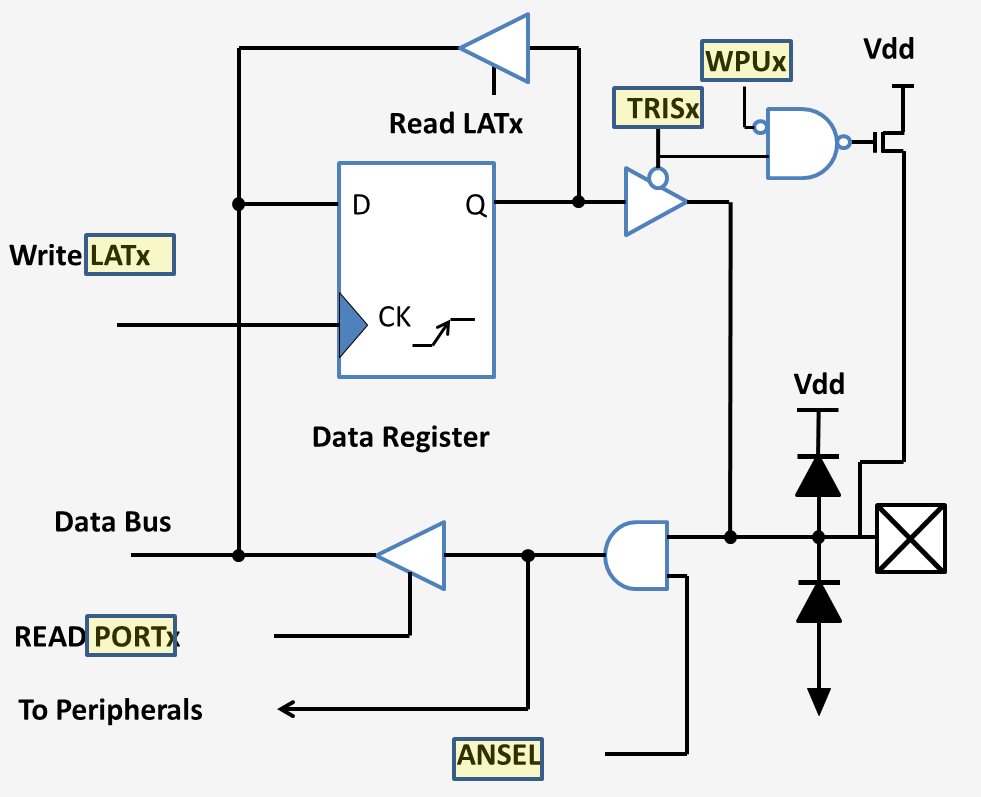 WPUx
Vdd
TRISx
Read LATx
D
Q
Write LATx
CK
Vdd
Data Register
Data Bus
READ PORTx
To Peripherals
ANSEL